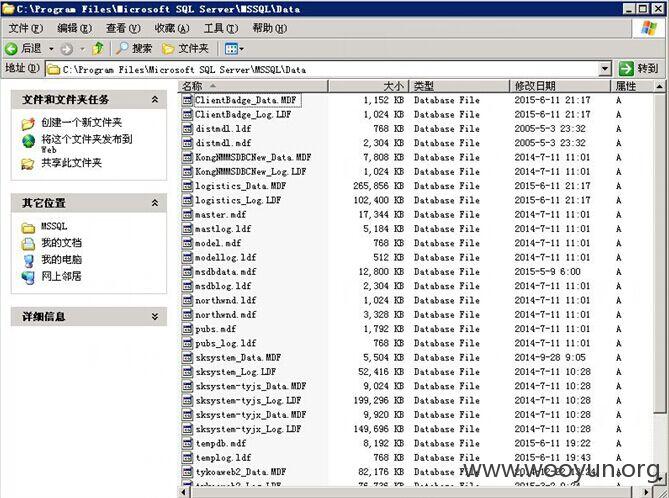 C:\Program Files\Microsoft SQL Server\MSSQL\Data
文件(F) 编辑(E) 查看(V) 收藏(A) 工具(T) 帮助(H)
后退 搜索 文件夹
地址(D) C:\Program Files\Microsoft SQL Server\MSSQL\Data 转到
文件和文件夹任务
创建一个新文件夹
将这个文件夹发布到
Web
共享此文件夹
其它位置
MSSQL
我的文档
我的电脑
网上邻居
详细信息
名称 大小 类型 修改日期 属性
ClientBadge_Data.MDF 1,152 KB Database File 2015-6-11 21:17 A
ClientBadge_Log.LDF 1,024 KB Database File 2015-6-11 21:17 A
distmdl.ldf 768 KB Database File 2005-5-3 23:32 A
distmdl.mdf 2,304 KB Database File 2005-5-3 23:32 A
KongNMMSDBCNew_Data.MDF 7,808 KB Database File 2014-7-11 11:01 A
KongNMMSDBCNew_Log.LDF 1,024 KB Database File 2014-7-11 11:01 A
logistics_Data.MDF 265,856 KB Database File 2015-6-11 21:17 A
logistics_Log.LDF 102,400 KB Database File 2015-6-11 21:17 A
master.mdf 17,344 KB Database File 2014-7-11 11:01 A
mastlog.ldf 5,184 KB Database File 2014-7-11 11:01 A
model.mdf 768 KB Database File 2014-7-11 11:01 A
modellog.ldf 512 KB Database File 2014-7-11 11:01 A
msdbdata.mdf 12,800 KB Database File 2015-5-9 6:00 A
msdblog.ldf 2,304 KB Database File 2014-7-11 11:01 A
northwnd.ldf 1,024 KB Database File 2014-7-11 11:01 A
northwnd.mdf 3,328 KB Database File 2014-7-11 11:01 A
pubs.mdf 1,792 KB Database File 2014-7-11 11:01 A
pubs_log.ldf 768 KB Database File 2014-7-11 11:01 A
sksystem_Data.MDF 5,504 KB Database File 2014-9-28 9:05 A
sksystem_Log.LDF 52,416 KB Database File 2014-7-11 10:28 A
sksystem-tyjs_Data.MDF 9,024 KB Database File 2014-7-11 10:28 A
sksystem-tyjs_Log.LDF 199,296 KB Database File 2014-7-11 10:28 A
sksystem-tyjx_Data.MDF 9,920 KB Database File 2014-7-11 10:28 A
sksystem-tyjx_Log.LDF 149,696 KB Database File 2014-7-11 10:28 A
tempdb.mdf 8,192 KB Database File 2015-6-11 19:22 A
templog.ldf 768 KB Database File 2015-6-11 19:43 A
tykoaweb2_Data.MDF 82,176 KB Database File
www.wooyun.org